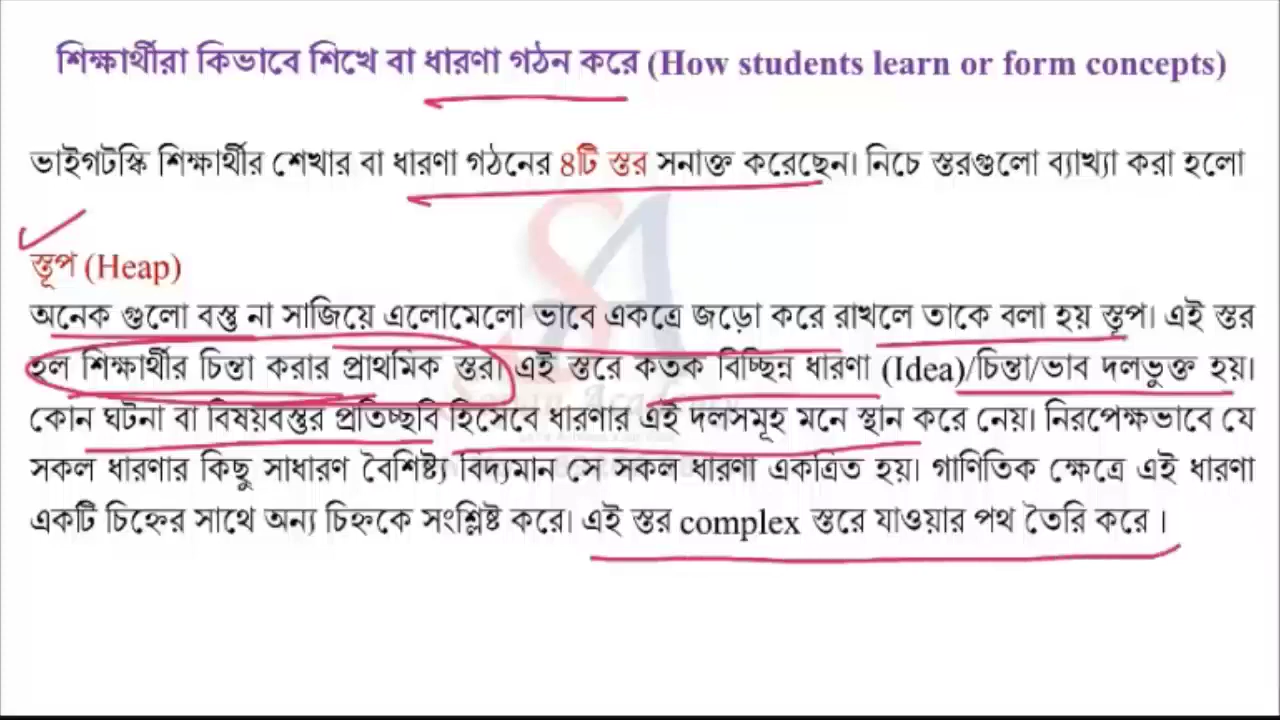 শিক্ষার্থীরা কিভাবে শিখে বা ধারণা গঠন করে (How students learn or form concepts)
ভাইগটস্কি শিক্ষার্থীর শেখার বা ধারণা গঠনের ৪টি স্তর সনাক্ত করেছেন। নিচে স্তরগুলো ব্যাখ্যা করা হলো
স্তূপ (Heap)
অনেক গুলো বস্তু না সাজিয়ে এলোমেলো ভাবে একত্রে জড়ো করে রাখলে তাকে বলা হয় স্তূপ। এই স্তর
হল শিক্ষার্থীর চিন্তা করার প্রাথমিক স্তর। এই স্তরে কতক বিচ্ছিন্ন ধারণা (Idea)/চিন্তা/ভাব দলভুক্ত হয়।
কোন ঘটনা বা বিষয়বস্তুর প্রতিচ্ছবি হিসেবে ধারণার এই দলসমূহ মনে স্থান করে নেয়। নিরপেক্ষভাবে যে
সকল ধারণার কিছু সাধারণ বৈশিষ্ট্য বিদ্যমান সে সকল ধারণা একত্রিত হয়। গাণিতিক ক্ষেত্রে এই ধারণা
একটি চিহ্নের সাথে অন্য চিহ্নকে সংশ্লিষ্ট করে। এই স্তর complex স্তরে যাওয়ার পথ তৈরি করে ।